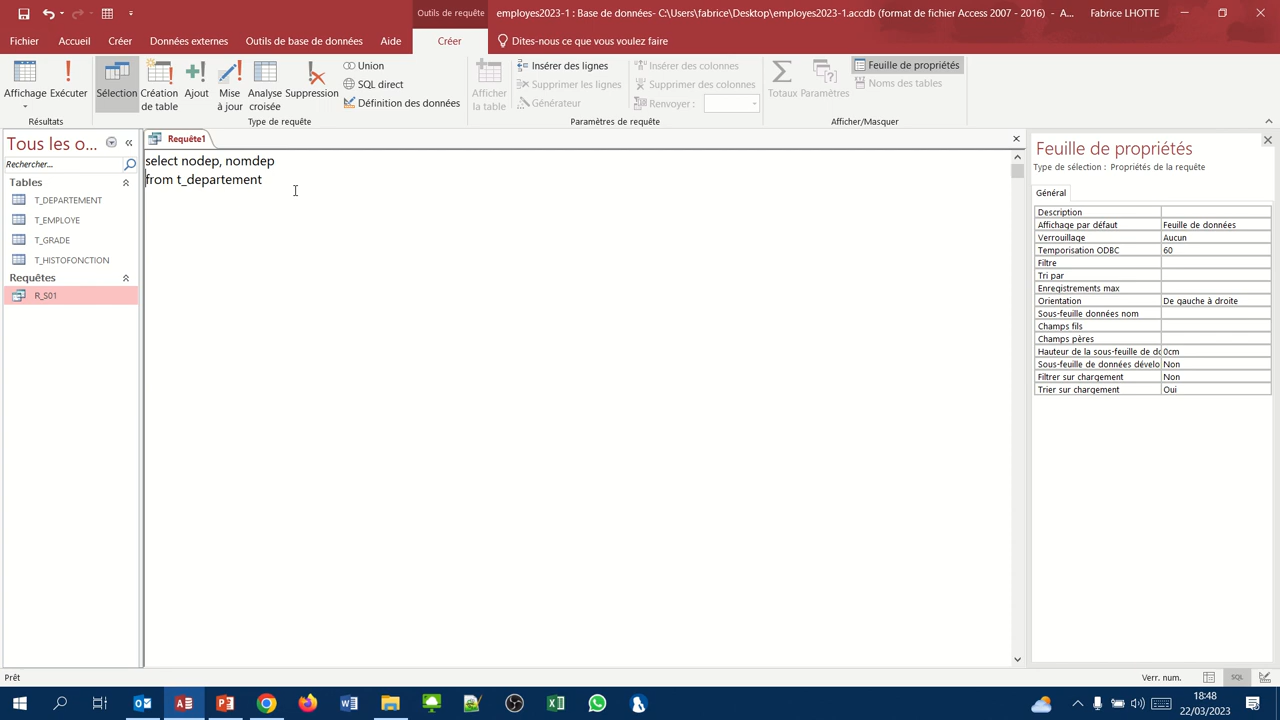 Outils de requête
employes2023-1 : Base de données- C:\Users\fabrice\Desktop\employes2023-1.accdb (format de fichier Access 2007 - 2016) - A...
Fabrice LHOTTE
Fichier
Accueil
Créer
Données externes
Outils de base de données
Aide
Créer
Dites-nous ce que vous voulez faire
Affichage
Exécuter
Résultats
Sélection
Création
de table
Ajout
Mise
à jour
Analyse
croisée
Suppression
Union
SQL direct
Définition des données
Type de requête
Afficher
la table
Insérer des lignes
Supprimer les lignes
Générateur
Insérer des colonnes
Supprimer des colonnes
Renvoyer :
Paramètres de requête
Totaux
Paramètres
Feuille de propriétés
Noms des tables
Afficher/Masquer
Tous les o...
Rechercher...
Tables
T_DEPARTEMENT
T_EMPLOYE
T_GRADE
T_HISTOFONCTION
Requêtes
R_S01
Requête1
select nodep, nomdep
from t_departement
Feuille de propriétés
Type de sélection : Propriétés de la requête
Général
Description
Affichage par défaut Feuille de données
Verrouillage Aucun
Temporisation ODBC 60
Filtre
Tri par
Enregistrements max
Orientation De gauche à droite
Sous-feuille données nom
Champs fils
Champs pères
Hauteur de la sous-feuille de do 0cm
Sous-feuille de données dévelo Non
Filtrer sur chargement Non
Trier sur chargement Oui
Prêt
Verr. num.
SQL
18:48
22/03/2023